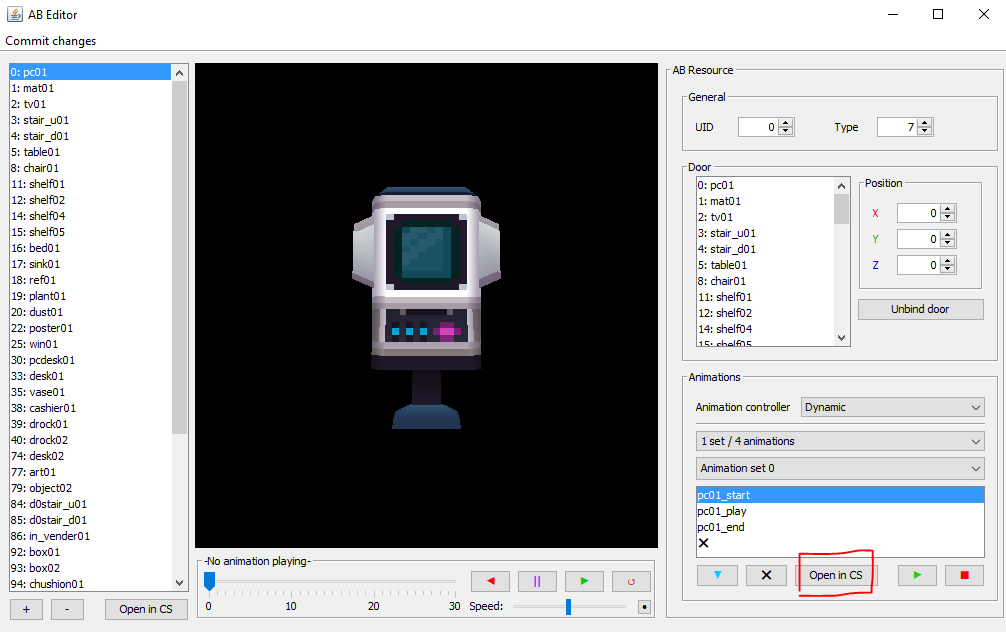 AB Editor
Commit changes
0: pc01
1: mat01
2: tv01
3: stair_u01
4: stair_d01
5: table01
8: chair01
11: shelf01
12: shelf02
14: shelf04
15: shelf05
16: bed01
17: sink01
18: ref01
19: plant01
20: dust01
22: poster01
25: win01
30: pcdesk01
33: desk01
35: vase01
38: cashier01
39: drock01
40: drock02
74: desk02
77: art01
79: object02
84: d0stair_u01
85: d0stair_d01
86: in_vender01
92: box01
93: box02
94: chushion01
+ - Open in CS
-No animation playing-
0 10 20 30
Speed:
AB Resource
General
UID 0 Type 7
Door
0: pc01
1: mat01
2: tv01
3: stair_u01
4: stair_d01
5: table01
8: chair01
11: shelf01
12: shelf02
14: shelf04
15: shelf05
Position
X 0
Y 0
Z 0
Unbind door
Animations
Animation controller Dynamic
1 set / 4 animations
Animation set 0
pc01_start
pc01_play
pc01_end
Open in CS